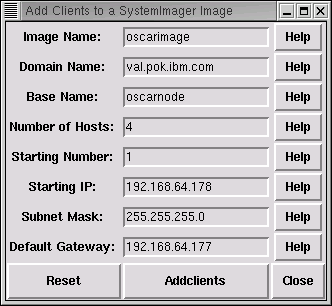 Add Clients to a SystemImager Image
Image Name: oscarimage Help
Domain Name: val.pok.ibm.com Help
Base Name: oscarnode Help
Number of Hosts: 4 Help
Starting Number: 1 Help
Starting IP: 192.168.64.178 Help
Subnet Mask: 255.255.255.0 Help
Default Gateway: 192.168.64.177 Help
Reset Addclients Close